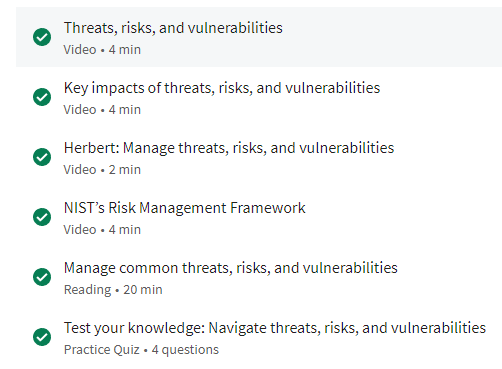 Threats, risks, and vulnerabilities
Video • 4 min
Key impacts of threats, risks, and vulnerabilities
Video • 4 min
Herbert: Manage threats, risks, and vulnerabilities
Video • 2 min
NIST’s Risk Management Framework
Video • 4 min
Manage common threats, risks, and vulnerabilities
Reading • 20 min
Test your knowledge: Navigate threats, risks, and vulnerabilities
Practice Quiz • 4 questions